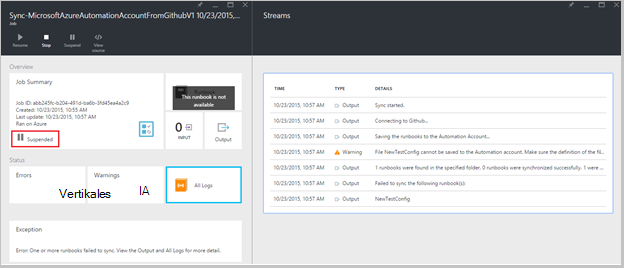 Sync-MicrosoftAzureAutomationAccountFromGithubV1 10/23/2015,...
Job
Resume
Stop
Suspend
View source
Overview
Job Summary
Job ID: abb245fc-b204-491d-ba6b-3fd45ea4a2c9
Created: 10/23/2015, 10:55 AM
Last update: 10/23/2015, 10:57 AM
Ran on Azure
Suspended
This runbook is not available
0
INPUT
Output
Status
Errors
Warnings
Vertikales
IA
All Logs
Exception
Error: One or more runbooks failed to sync. View the Output and All Logs for more detail.
Streams
TIME TYPE DETAILS
10/23/2015, 10:57 AM Output Sync started.
10/23/2015, 10:57 AM Output Connecting to Github...
10/23/2015, 10:57 AM Output Saving the runbooks to the Automation Account...
10/23/2015, 10:57 AM Warning File NewTestConfig cannot be saved to the Automation account. Make sure the definition of the fil...
10/23/2015, 10:57 AM Output 1 runbooks were found in the specified folder. 0 runbooks were synchronized successfully. 1 were ...
10/23/2015, 10:57 AM Output Failed to sync the following runbook(s):
10/23/2015, 10:57 AM Output NewTestConfig